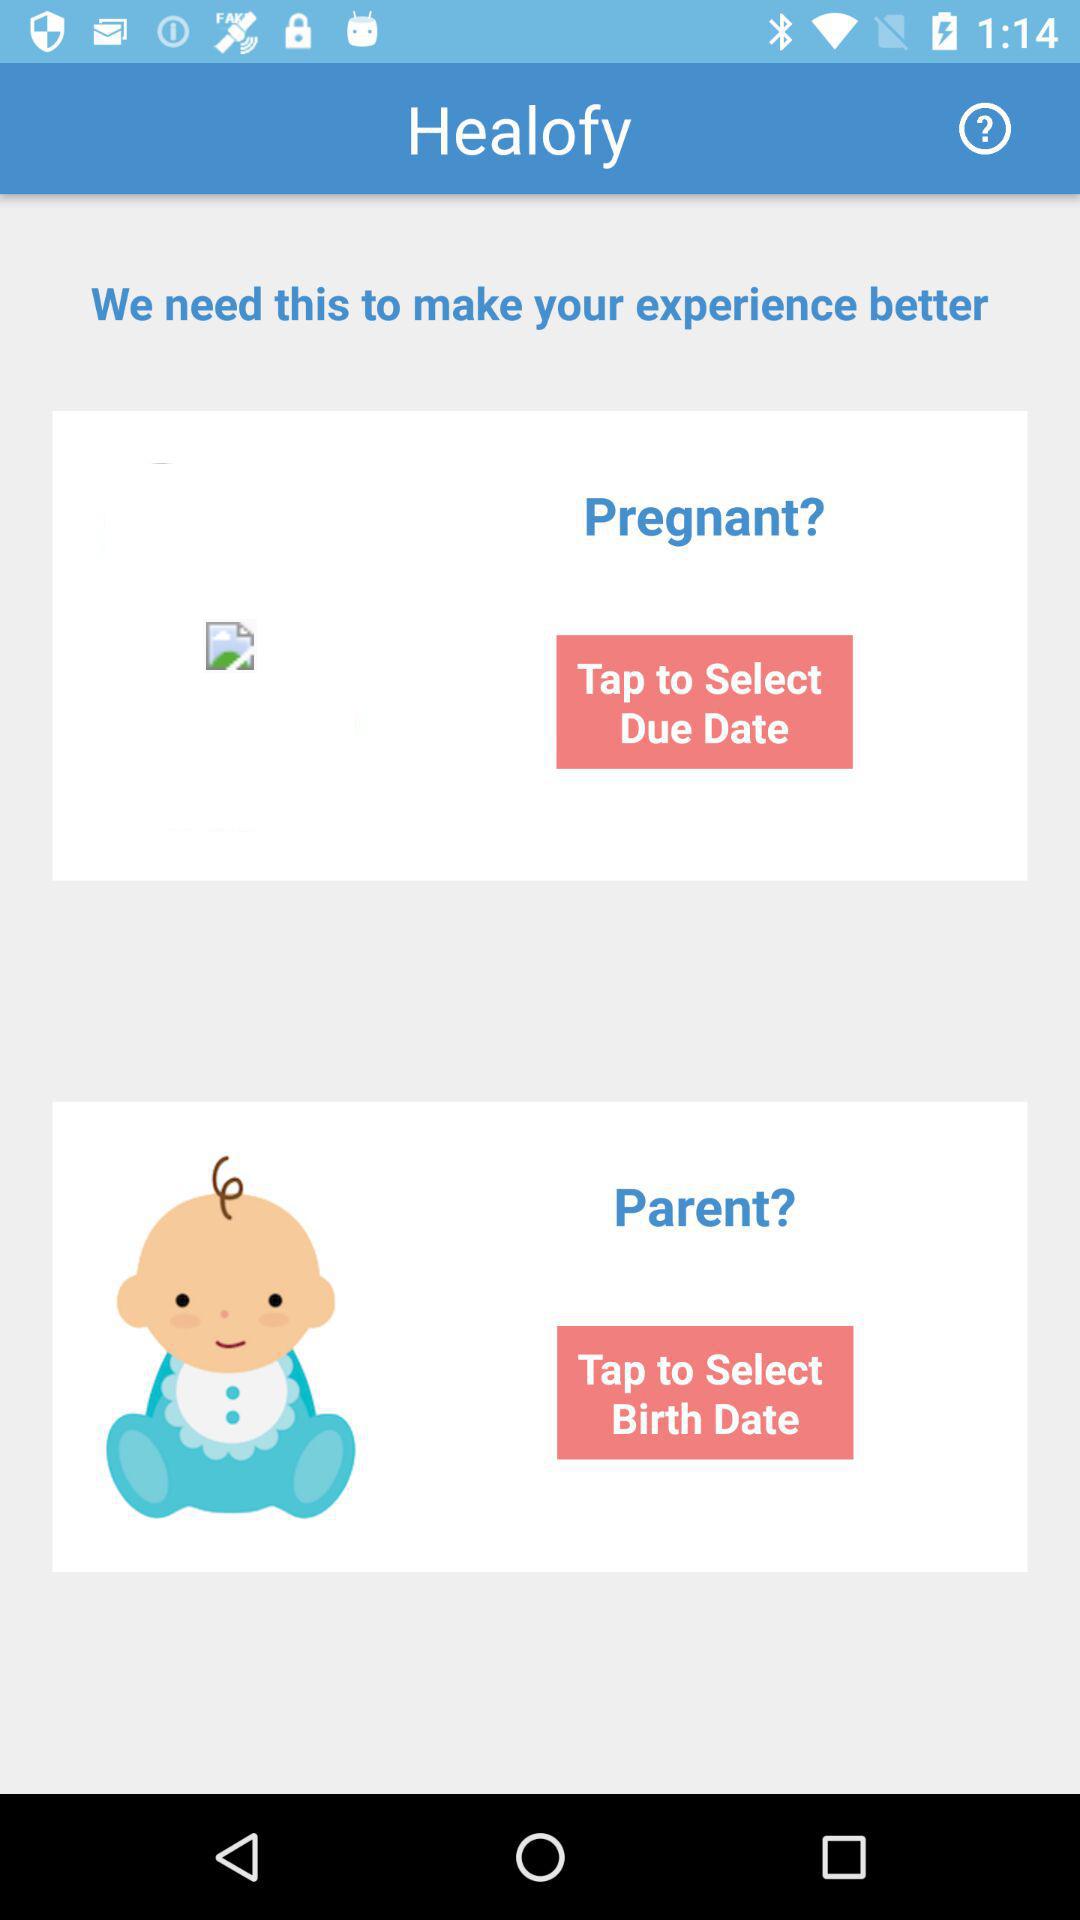 FAKE
1:14
Healofy
?
We need this to make your experience better
Pregnant?
Tap to Select
Due Date
Parent?
Tap to Select
Birth Date